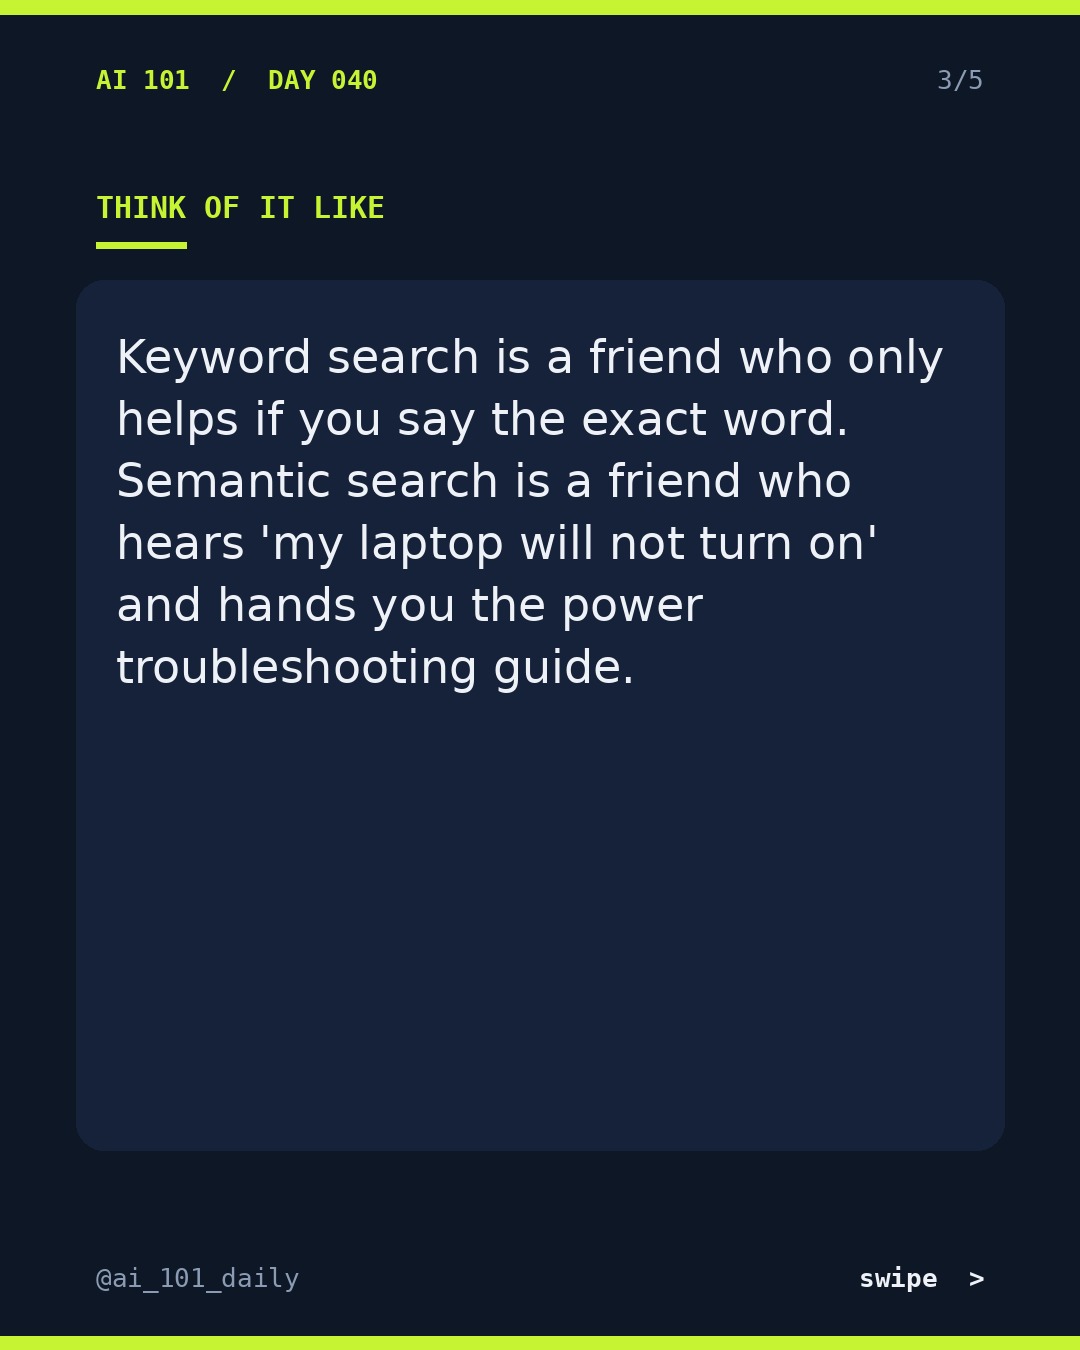 AI 101 / DAY 040
3/5
THINK OF IT LIKE
Keyword search is a friend who only
helps if you say the exact word.
Semantic search is a friend who
hears 'my laptop will not turn on'
and hands you the power
troubleshooting guide.
@ai_101_daily
swipe >